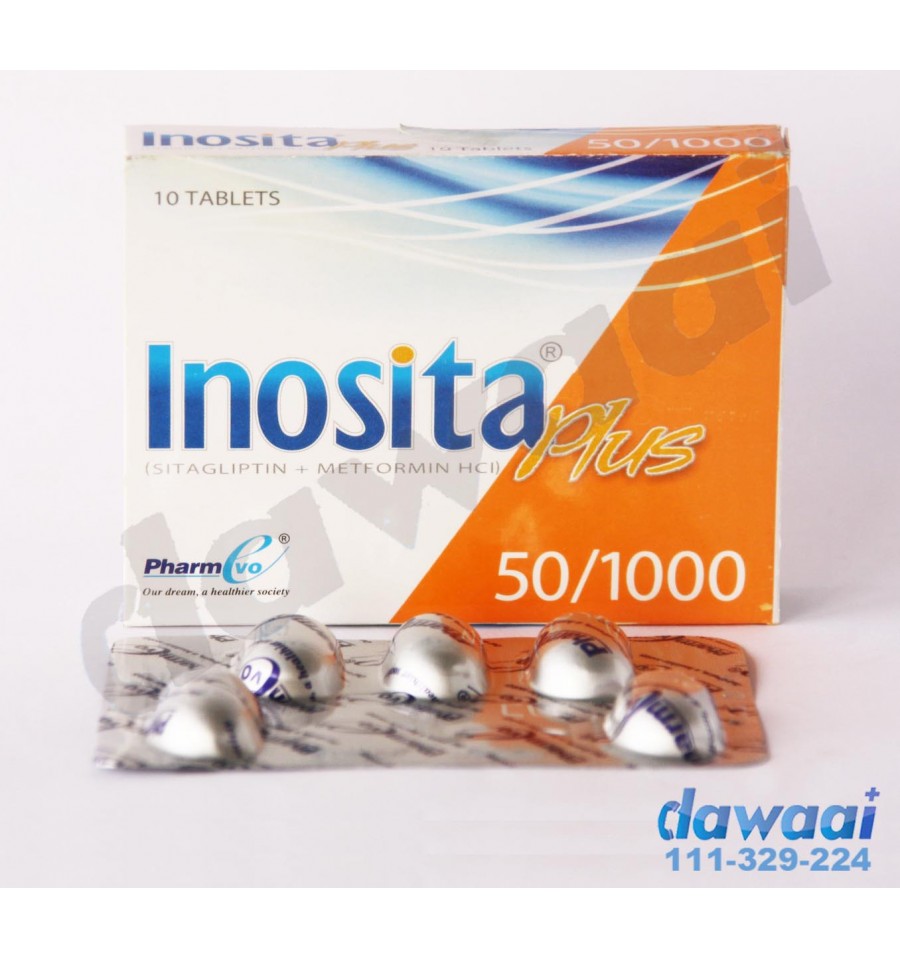 Inosita Plus 10 Tablets 50/1000
10 TABLETS
Inosita® Plus
(SITAGLIPTIN + METFORMIN HCl)
PharmEvo®
Our dream, a healthier society
50/1000
dawaai
dawaai
111-329-224